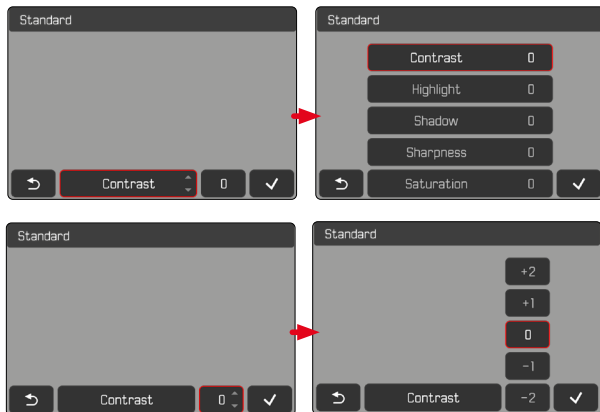 Standard
Contrast 0
Standard
Contrast 0
Highlight 0
Shadow 0
Sharpness 0
Saturation 0
Standard
Contrast 0
Standard
+2
+1
0
-1
Contrast -2